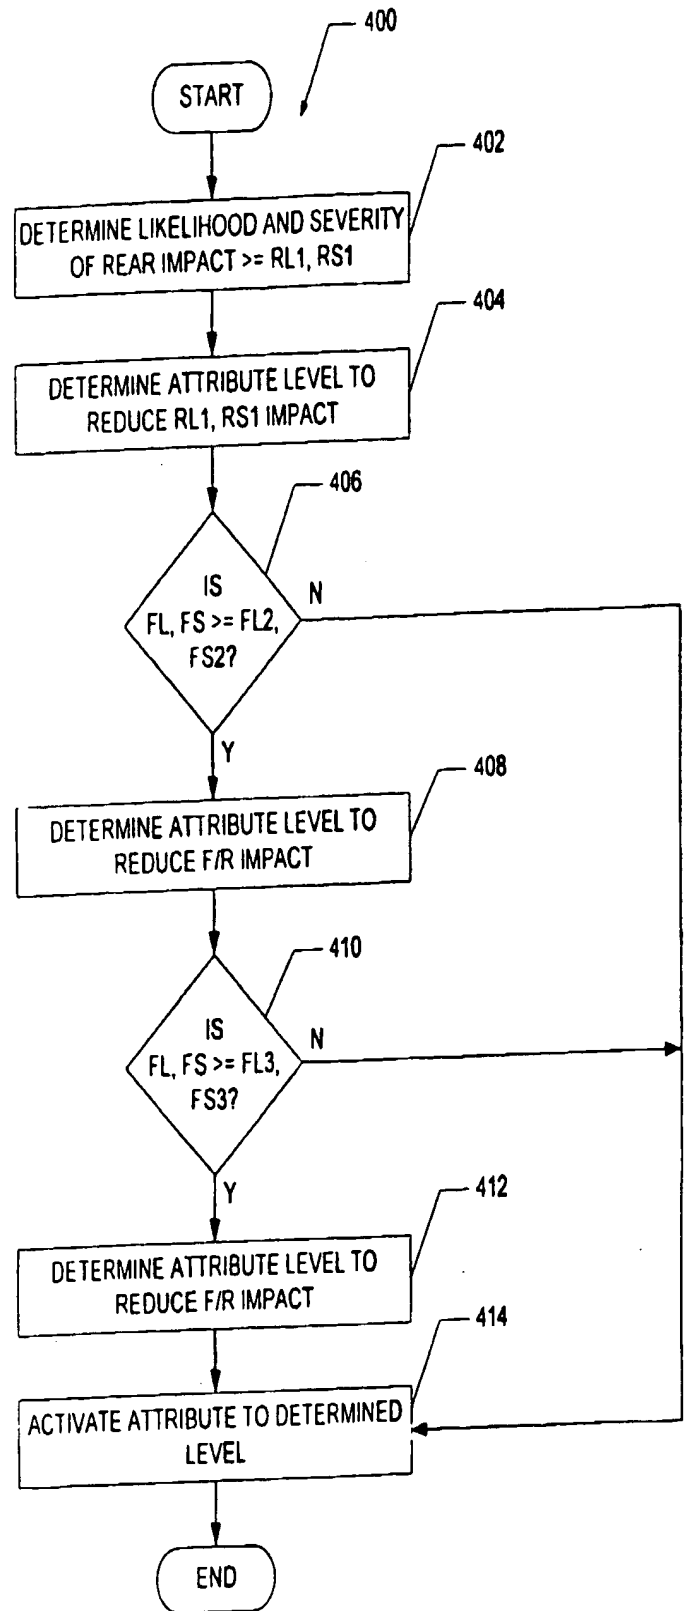 400
START
402
DETERMINE LIKELIHOOD AND SEVERITY
OF REAR IMPACT >= RL1, RS1
404
DETERMINE ATTRIBUTE LEVEL TO
REDUCE RL1, RS1 IMPACT
406
IS
FL, FS >= FL2,
FS2?
N
Y
408
DETERMINE ATTRIBUTE LEVEL TO
REDUCE F/R IMPACT
410
IS
FL, FS >= FL3,
FS3?
N
Y
412
DETERMINE ATTRIBUTE LEVEL TO
REDUCE F/R IMPACT
414
ACTIVATE ATTRIBUTE TO DETERMINED
LEVEL
END